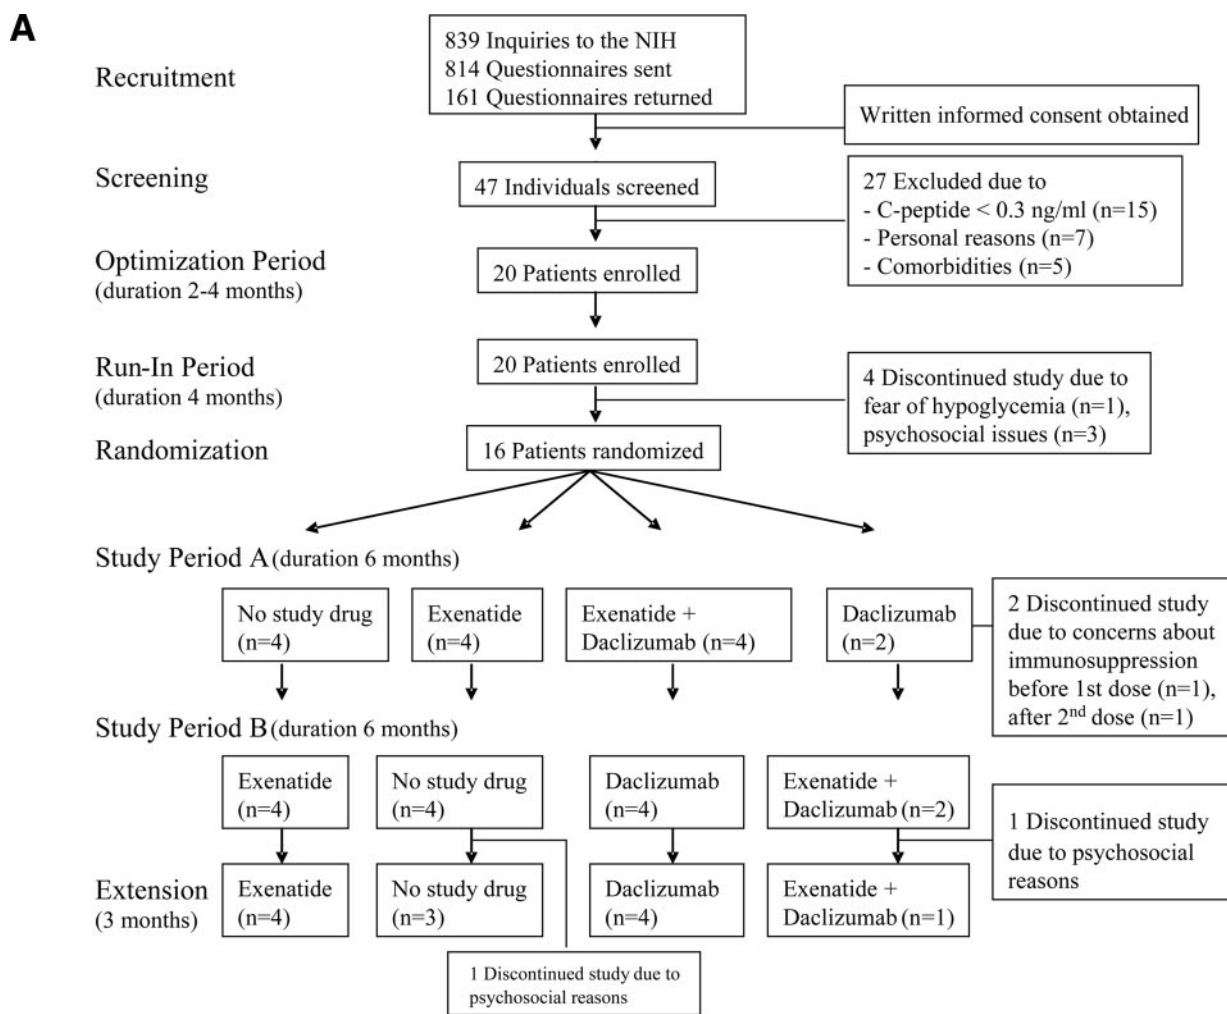 A
839 Inquiries to the NIH
814 Questionnaires sent
161 Questionnaires returned
Recruitment
Written informed consent obtained
Screening
47 Individuals screened
27 Excluded due to
- C-peptide < 0.3 ng/ml (n=15)
- Personal reasons (n=7)
- Comorbidities (n=5)
Optimization Period
(duration 2-4 months)
20 Patients enrolled
Run-In Period
(duration 4 months)
20 Patients enrolled
4 Discontinued study due to
fear of hypoglycemia (n=1),
psychosocial issues (n=3)
Randomization
16 Patients randomized
Study Period A (duration 6 months)
No study drug
(n=4)
Exenatide
(n=4)
Exenatide +
Daclizumab (n=4)
Daclizumab
(n=2)
2 Discontinued study
due to concerns about
immunosuppression
before 1st dose (n=1),
after 2nd dose (n=1)
Study Period B (duration 6 months)
Exenatide
(n=4)
No study drug
(n=4)
Daclizumab
(n=4)
Exenatide +
Daclizumab (n=2)
1 Discontinued study
due to psychosocial
reasons
Extension
(3 months)
Exenatide
(n=4)
No study drug
(n=3)
Daclizumab
(n=4)
Exenatide +
Daclizumab (n=1)
1 Discontinued study due to
psychosocial reasons